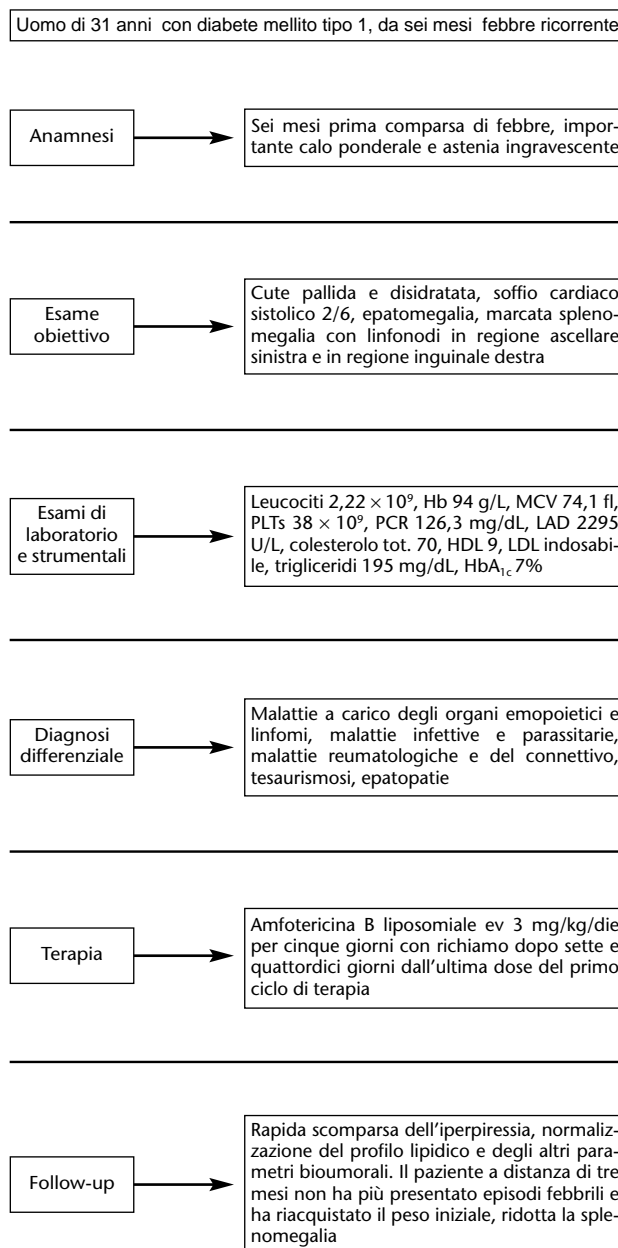 Uomo di 31 anni con diabete mellito tipo 1, da sei mesi febbre ricorrente
Anamnesi
Sei mesi prima comparsa di febbre, impor-
tante calo ponderale e astenia ingravescente
Esame
obiettivo
Cute pallida e disidratata, soffio cardiaco
sistolico 2/6, epatomegalia, marcata spleno-
megalia con linfonodi in regione ascellare
sinistra e in regione inguinale destra
Esami di
laboratorio
e strumentali
Leucociti 2,22 × 10⁹, Hb 94 g/L, MCV 74,1 fl,
PLTs 38 × 10⁹, PCR 126,3 mg/dL, LAD 2295
U/L, colesterolo tot. 70, HDL 9, LDL indosabi-
le, trigliceridi 195 mg/dL, HbA₁c 7%
Diagnosi
differenziale
Malattie a carico degli organi emopoietici e
linfomi, malattie infettive e parassitarie,
malattie reumatologiche e del connettivo,
tesaurismosi, epatopatie
Terapia
Amfotericina B liposomiale ev 3 mg/kg/die
per cinque giorni con richiamo dopo sette e
quattordici giorni dall'ultima dose del primo
ciclo di terapia
Follow-up
Rapida scomparsa dell'iperpiressia, normaliz-
zazione del profilo lipidico e degli altri para-
metri bioumorali. Il paziente a distanza di tre
mesi non ha più presentato episodi febbrili e
ha riacquistato il peso iniziale, ridotta la sple-
nomegalia